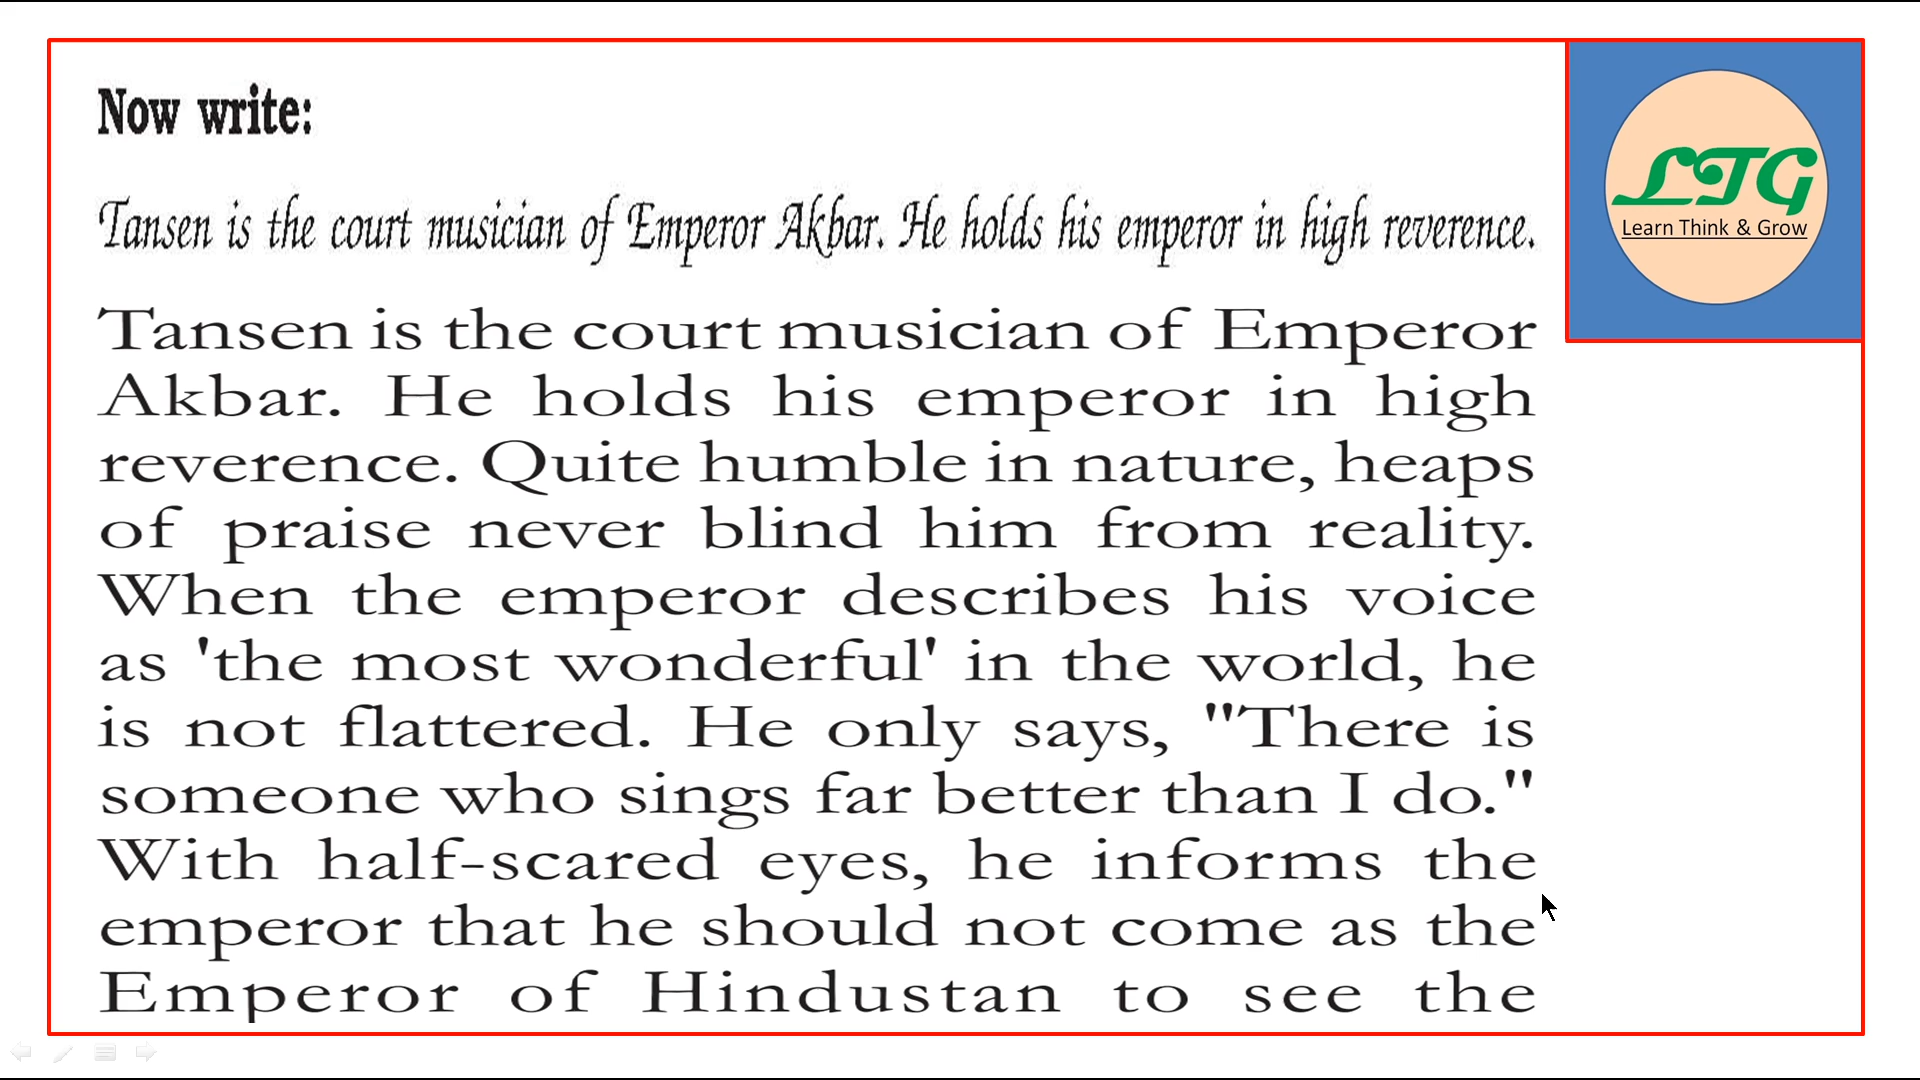 Now write:
Tansen is the court musician of Emperor Akbar. He holds his emperor in high reverence.
Tansen is the court musician of Emperor
Akbar. He holds his emperor in high
reverence. Quite humble in nature, heaps
of praise never blind him from reality.
When the emperor describes his voice
as 'the most wonderful' in the world, he
is not flattered. He only says, "There is
someone who sings far better than I do."
With half-scared eyes, he informs the
emperor that he should not come as the
Emperor of Hindustan to see the
LTG
Learn Think & Grow